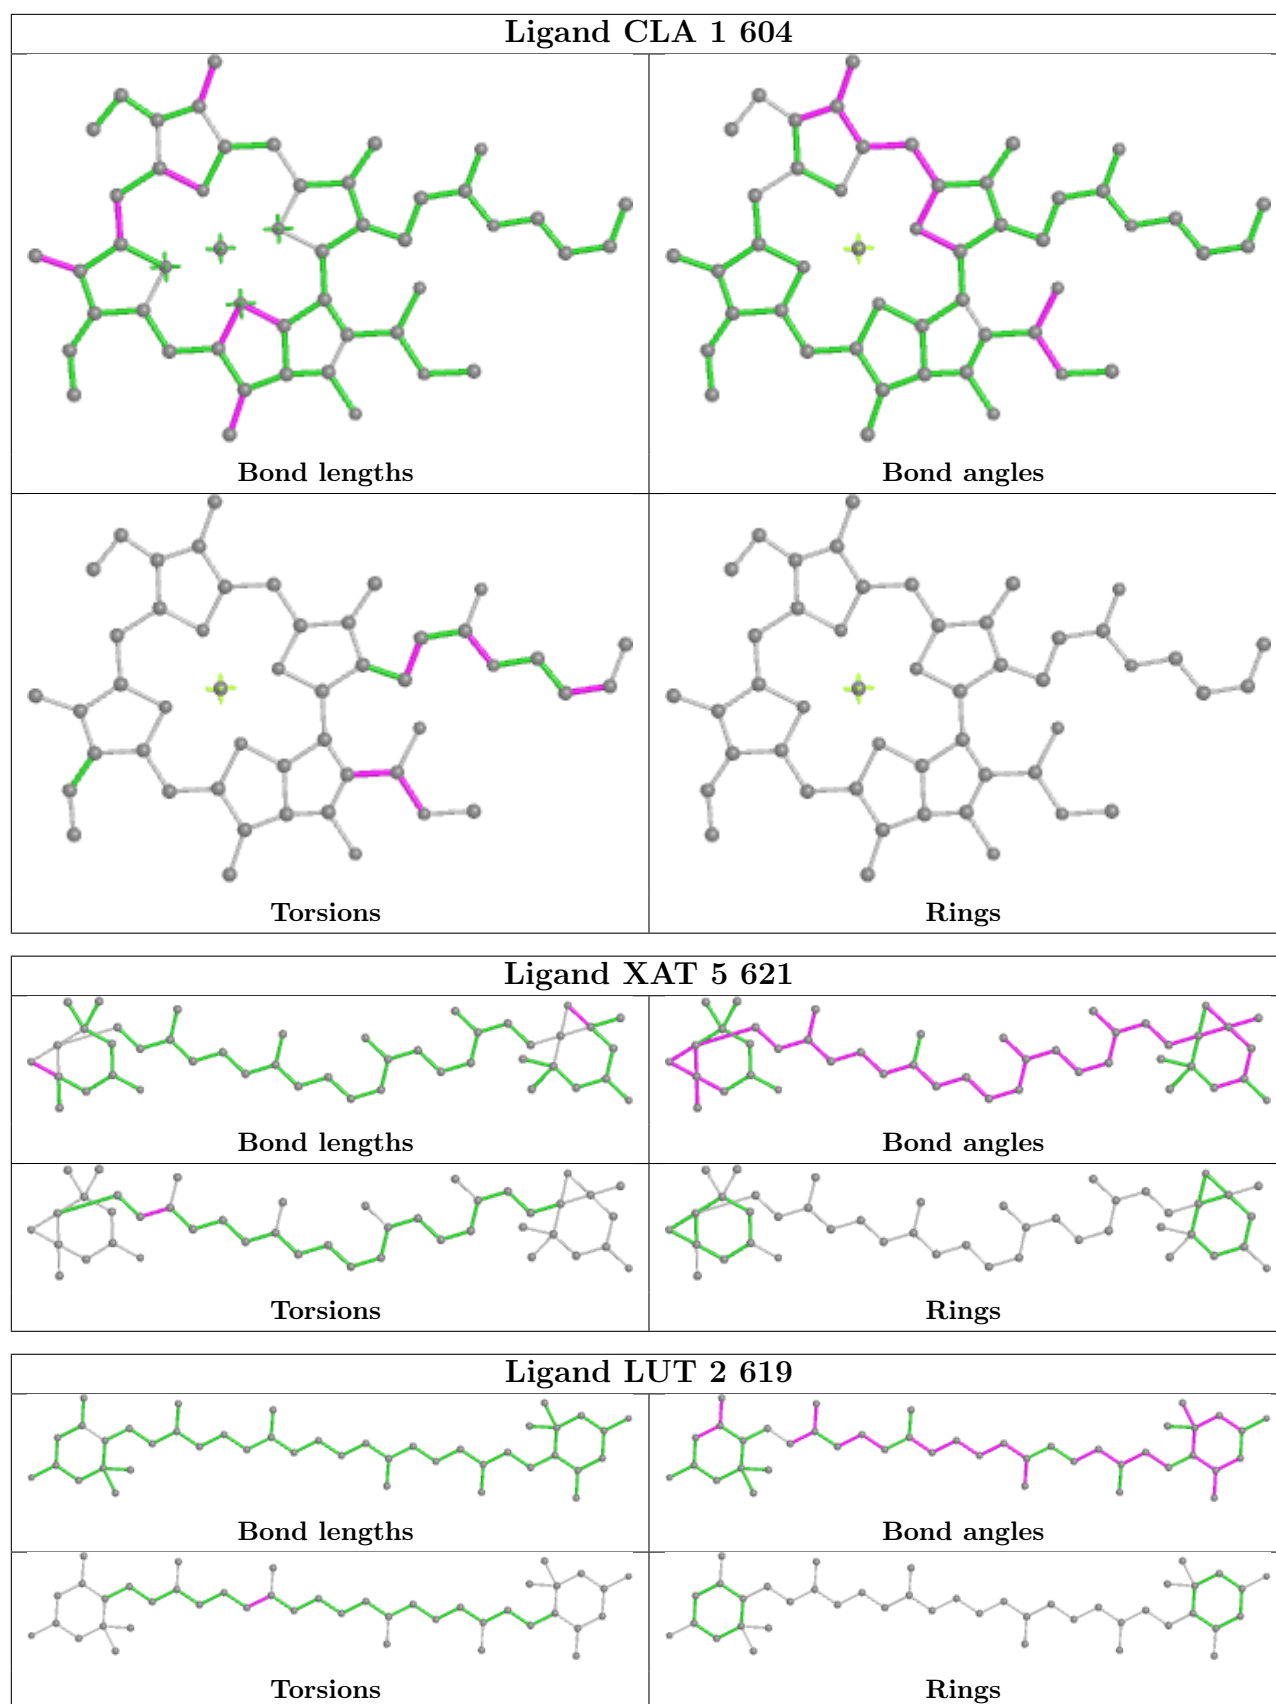 Ligand CLA 1 604
Bond lengths
Bond angles
Torsions
Rings
Ligand XAT 5 621
Bond lengths
Bond angles
Torsions
Rings
Ligand LUT 2 619
Bond lengths
Bond angles
Torsions
Rings